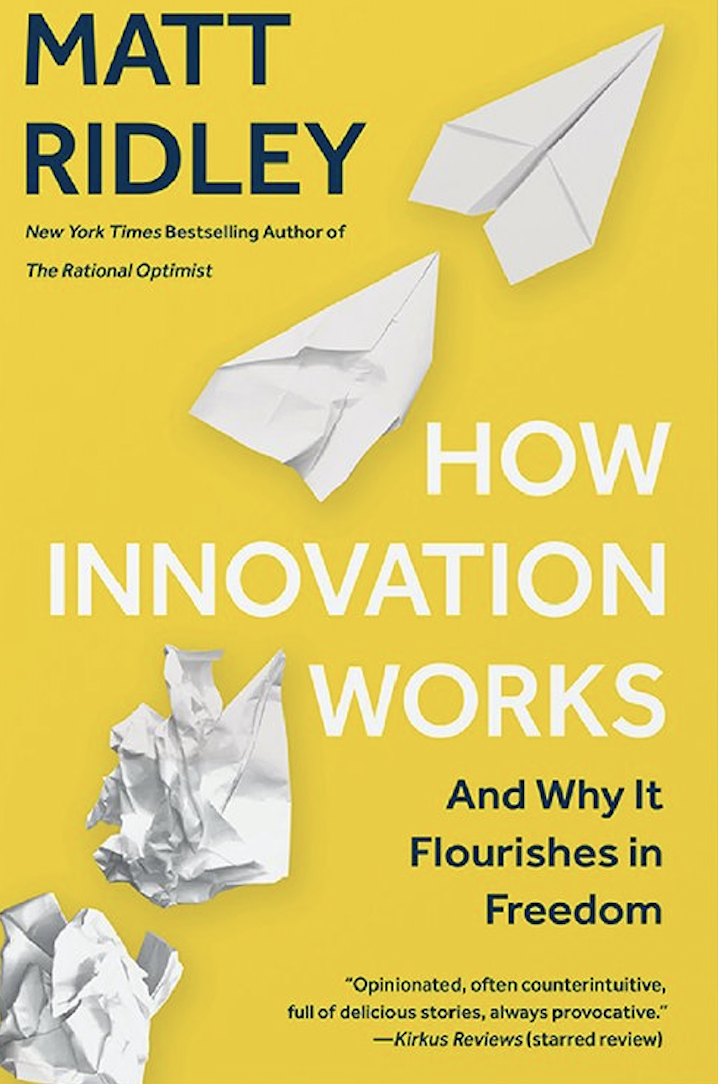 MATT
RIDLEY
New York Times Bestselling Author of
The Rational Optimist
HOW
INNOVATION
WORKS
And Why It
Flourishes in
Freedom
“Opinionated, often counterintuitive,
full of delicious stories, always provocative.”
—Kirkus Reviews (starred review)